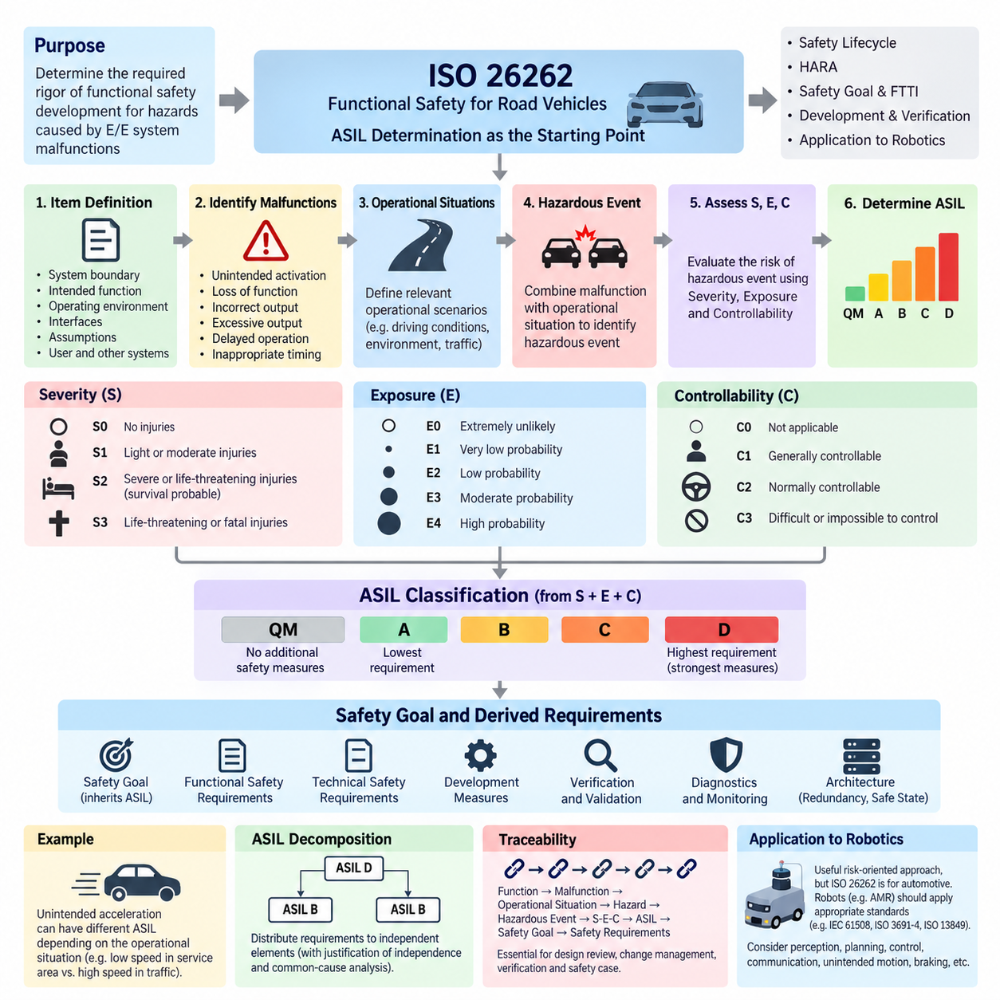 Purpose
Determine the required
rigor of functional safety
development for hazards
caused by E/E system
malfunctions
ISO 26262
Functional Safety for Road Vehicles
ASIL Determination as the Starting Point
• Safety Lifecycle
• HARA
• Safety Goal & FTTI
• Development & Verification
• Application to Robotics
1. Item Definition
• System boundary
• Intended function
• Operating environment
• Interfaces
• Assumptions
• User and other systems
2. Identify Malfunctions
• Unintended activation
• Loss of function
• Incorrect output
• Excessive output
• Delayed operation
• Inappropriate timing
3. Operational Situations
Define relevant
operational scenarios
(e.g. driving conditions,
environment, traffic)
4. Hazardous Event
Combine malfunction
with operational
situation to identify
hazardous event
5. Assess S, E, C
Evaluate the risk of
hazardous event using
Severity, Exposure
and Controllability
6. Determine ASIL
QM A B C D
Severity (S)
S0 No injuries
S1 Light or moderate injuries
S2 Severe or life-threatening injuries
(survival probable)
S3 Life-threatening or fatal injuries
Exposure (E)
E0 Extremely unlikely
E1 Very low probability
E2 Low probability
E3 Moderate probability
E4 High probability
Controllability (C)
C0 Not applicable
C1 Generally controllable
C2 Normally controllable
C3 Difficult or impossible to control
ASIL Classification (from S + E + C)
QM
No additional
safety measures
A
Lowest
requirement
B
C
D
Highest requirement
(strongest measures)
Safety Goal and Derived Requirements
Safety Goal
(inherits ASIL)
Functional Safety
Requirements
Technical Safety
Requirements
Development
Measures
Verification
and Validation
Diagnostics
and Monitoring
Architecture
(Redundancy, Safe State)
Example
Unintended acceleration
can have different ASIL
depending on the operational
situation (e.g. low speed in service
area vs. high speed in traffic).
ASIL Decomposition
ASIL D
ASIL B
ASIL B
Distribute requirements to independent
elements (with justification of independence
and common-cause analysis).
Traceability
Function → Malfunction →
Operational Situation → Hazard →
Hazardous Event → S-E-C → ASIL →
Safety Goal → Safety Requirements
Essential for design review, change management,
verification and safety case.
Application to Robotics
Useful risk-oriented approach,
but ISO 26262 is for automotive.
Robots (e.g. AMR) should apply
appropriate standards
(e.g. IEC 61508, ISO 3691-4, ISO 13849).
Consider perception, planning, control,
communication, unintended motion, braking, etc.